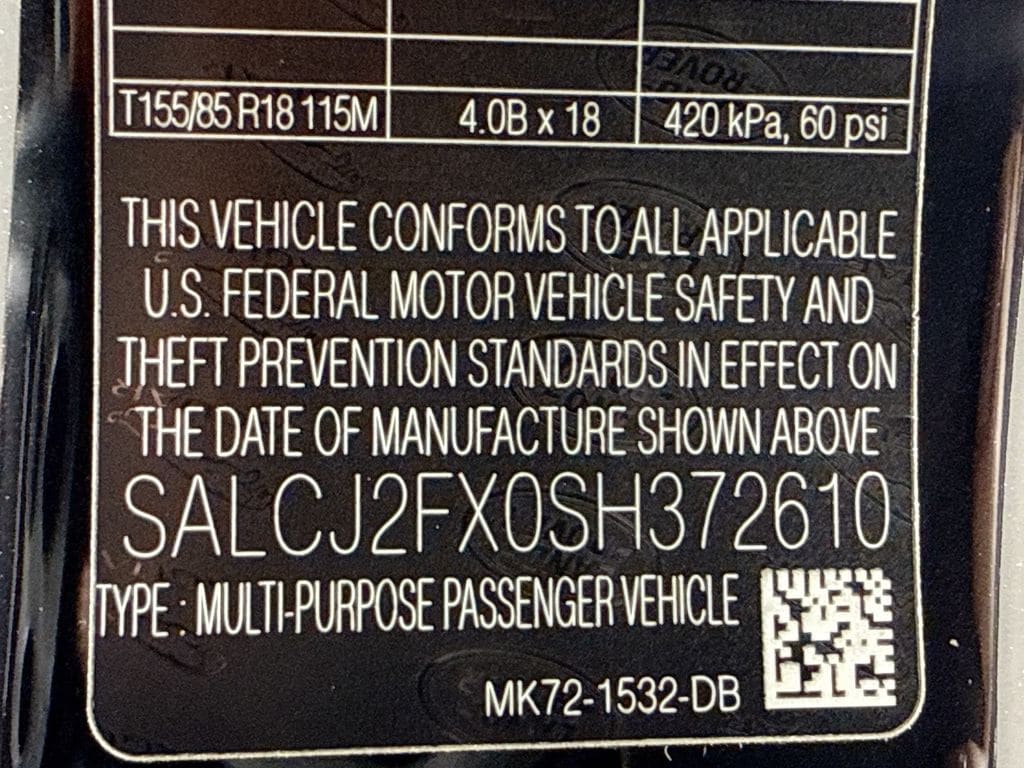 T155/85 R18 115M 4.0B x 18 420 kPa, 60 psi
THIS VEHICLE CONFORMS TO ALL APPLICABLE
U.S. FEDERAL MOTOR VEHICLE SAFETY AND
THEFT PREVENTION STANDARDS IN EFFECT ON
THE DATE OF MANUFACTURE SHOWN ABOVE
SALCJ2FX0SH372610
TYPE : MULTI-PURPOSE PASSENGER VEHICLE
MK72-1532-DB